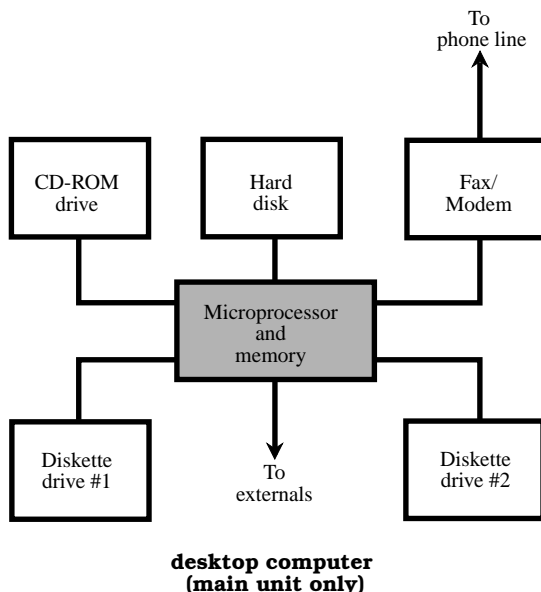 To
phone line
CD-ROM
drive
Hard
disk
Fax/
Modem
Microprocessor
and
memory
Diskette
drive #1
To
externals
Diskette
drive #2
desktop computer
(main unit only)